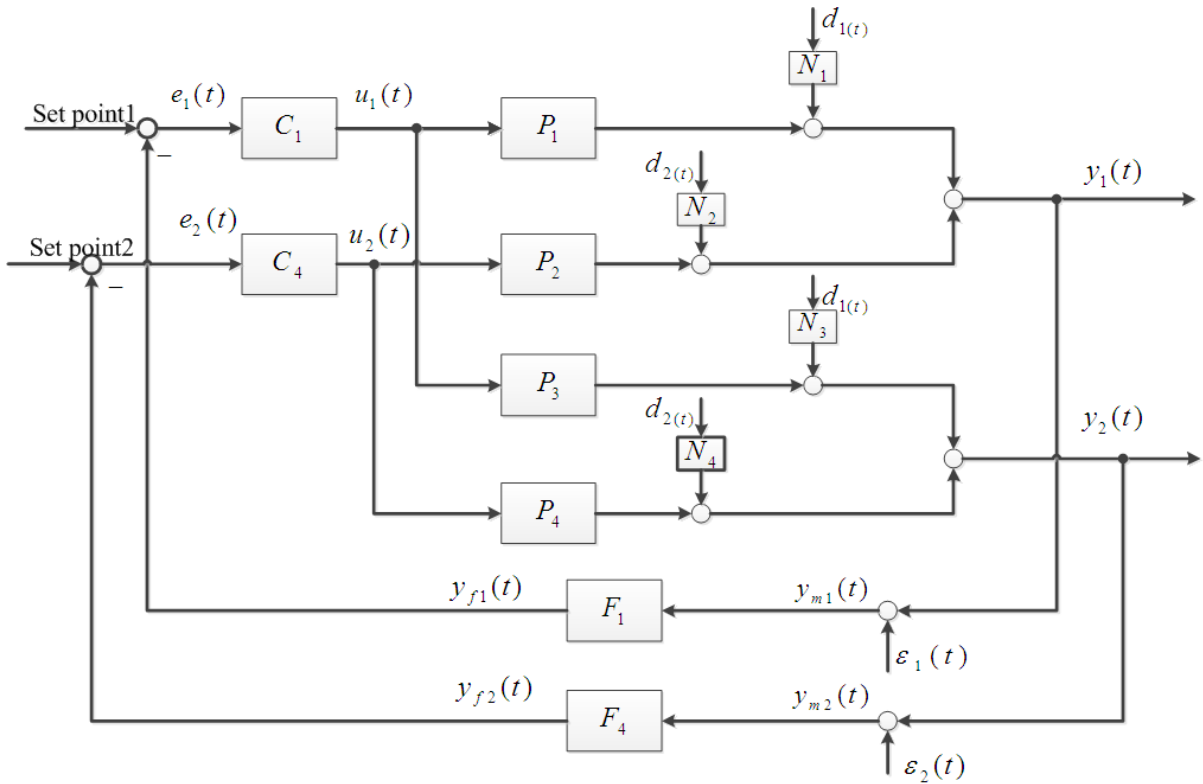 d1(t)
N1
Set point1
e1(t)
C1
u1(t)
P1
−
d2(t)
N2
y1(t)
Set point2
e2(t)
C4
u2(t)
P2
−
d1(t)
N3
P3
d2(t)
N4
y2(t)
P4
yf1(t)
F1
ym1(t)
ε1(t)
yf2(t)
F4
ym2(t)
ε2(t)